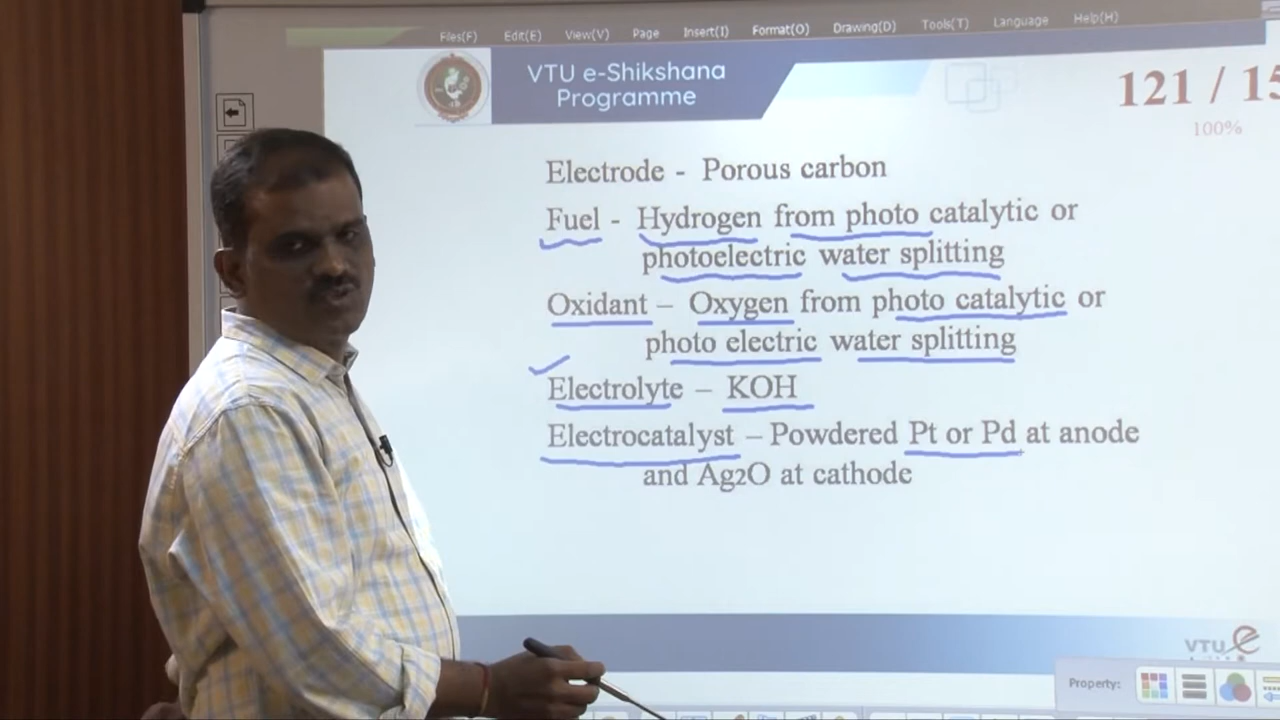 Files(F) Edit(E) View(V) Page Insert(I) Format(O) Drawing(D) Tools(T) Language Help(H)
VTU e-Shikshana
Programme
121 / 15
100%
Electrode - Porous carbon
Fuel - Hydrogen from photo catalytic or
photoelectric water splitting
Oxidant – Oxygen from photo catalytic or
photo electric water splitting
Electrolyte – KOH
Electrocatalyst – Powdered Pt or Pd at anode
and Ag2O at cathode
VTU e
Property: